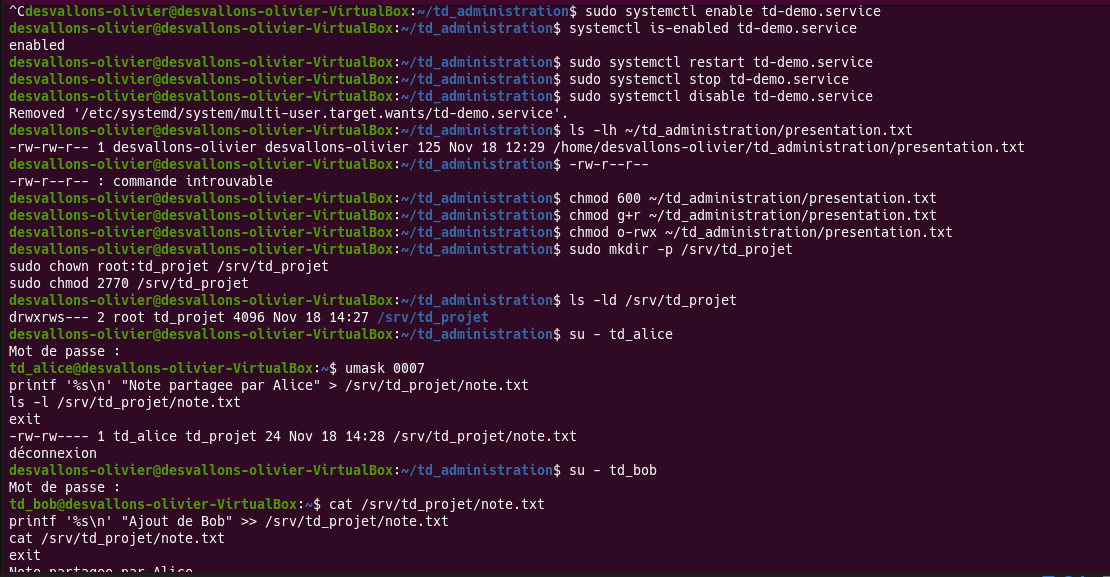 ^Cdesvallons-olivier@desvallons-olivier-VirtualBox:~/td_administration$ sudo systemctl enable td-demo.service
desvallons-olivier@desvallons-olivier-VirtualBox:~/td_administration$ systemctl is-enabled td-demo.service
enabled
desvallons-olivier@desvallons-olivier-VirtualBox:~/td_administration$ sudo systemctl restart td-demo.service
desvallons-olivier@desvallons-olivier-VirtualBox:~/td_administration$ sudo systemctl stop td-demo.service
desvallons-olivier@desvallons-olivier-VirtualBox:~/td_administration$ sudo systemctl disable td-demo.service
Removed '/etc/systemd/system/multi-user.target.wants/td-demo.service'.
desvallons-olivier@desvallons-olivier-VirtualBox:~/td_administration$ ls -lh ~/td_administration/presentation.txt
-rw-rw-r-- 1 desvallons-olivier desvallons-olivier 125 Nov 18 12:29 /home/desvallons-olivier/td_administration/presentation.txt
desvallons-olivier@desvallons-olivier-VirtualBox:~/td_administration$ -rw-r--r--
-rw-r--r-- : commande introuvable
desvallons-olivier@desvallons-olivier-VirtualBox:~/td_administration$ chmod 600 ~/td_administration/presentation.txt
desvallons-olivier@desvallons-olivier-VirtualBox:~/td_administration$ chmod g+r ~/td_administration/presentation.txt
desvallons-olivier@desvallons-olivier-VirtualBox:~/td_administration$ chmod o-rwx ~/td_administration/presentation.txt
desvallons-olivier@desvallons-olivier-VirtualBox:~/td_administration$ sudo mkdir -p /srv/td_projet
sudo chown root:td_projet /srv/td_projet
sudo chmod 2770 /srv/td_projet
desvallons-olivier@desvallons-olivier-VirtualBox:~/td_administration$ ls -ld /srv/td_projet
drwxrws--- 2 root td_projet 4096 Nov 18 14:27 /srv/td_projet
desvallons-olivier@desvallons-olivier-VirtualBox:~/td_administration$ su - td_alice
Mot de passe :
td_alice@desvallons-olivier-VirtualBox:~$ umask 0007
printf '%s\n' "Note partagee par Alice" > /srv/td_projet/note.txt
ls -l /srv/td_projet/note.txt
exit
-rw-rw---- 1 td_alice td_projet 24 Nov 18 14:28 /srv/td_projet/note.txt
déconnexion
desvallons-olivier@desvallons-olivier-VirtualBox:~/td_administration$ su - td_bob
Mot de passe :
td_bob@desvallons-olivier-VirtualBox:~$ cat /srv/td_projet/note.txt
printf '%s\n' "Ajout de Bob" >> /srv/td_projet/note.txt
cat /srv/td_projet/note.txt
exit
Note partagee par Alice